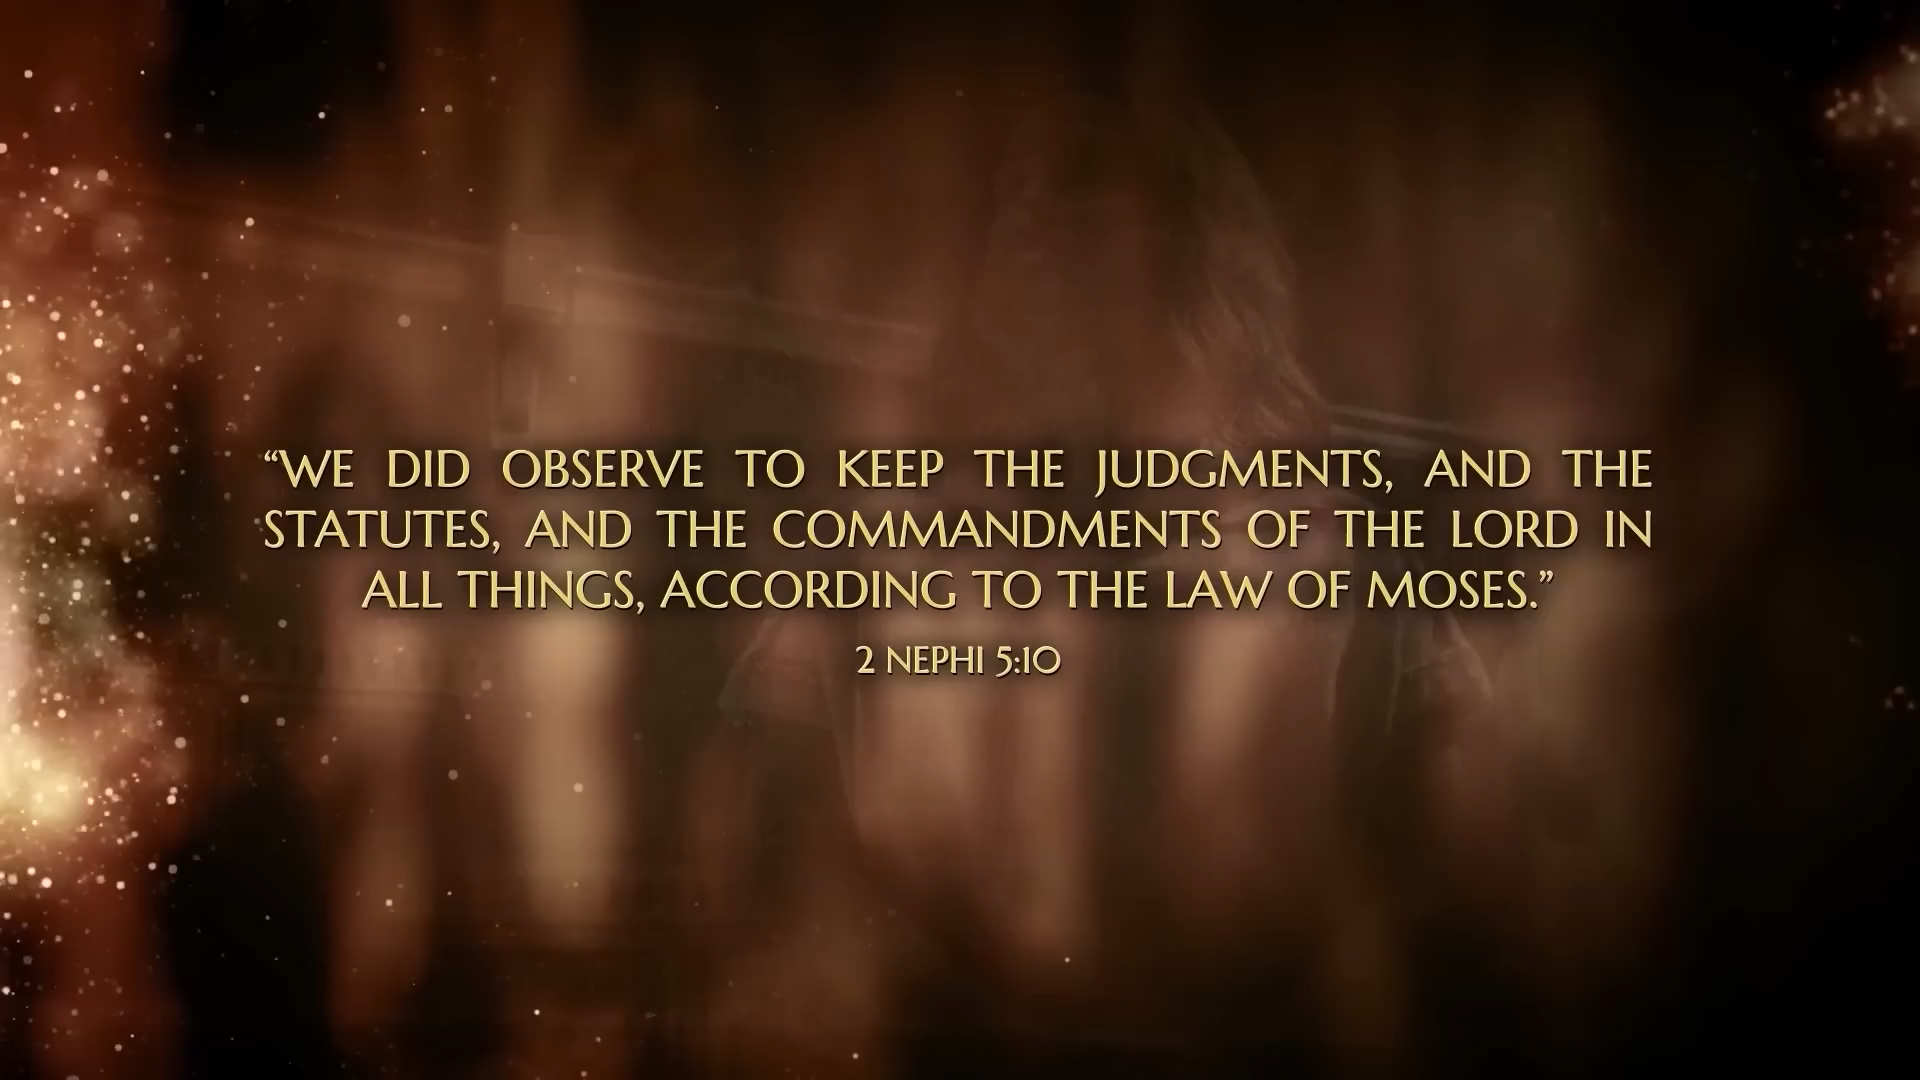 “WE DID OBSERVE TO KEEP THE JUDGMENTS, AND THE
STATUTES, AND THE COMMANDMENTS OF THE LORD IN
ALL THINGS, ACCORDING TO THE LAW OF MOSES.”
2 NEPHI 5:10